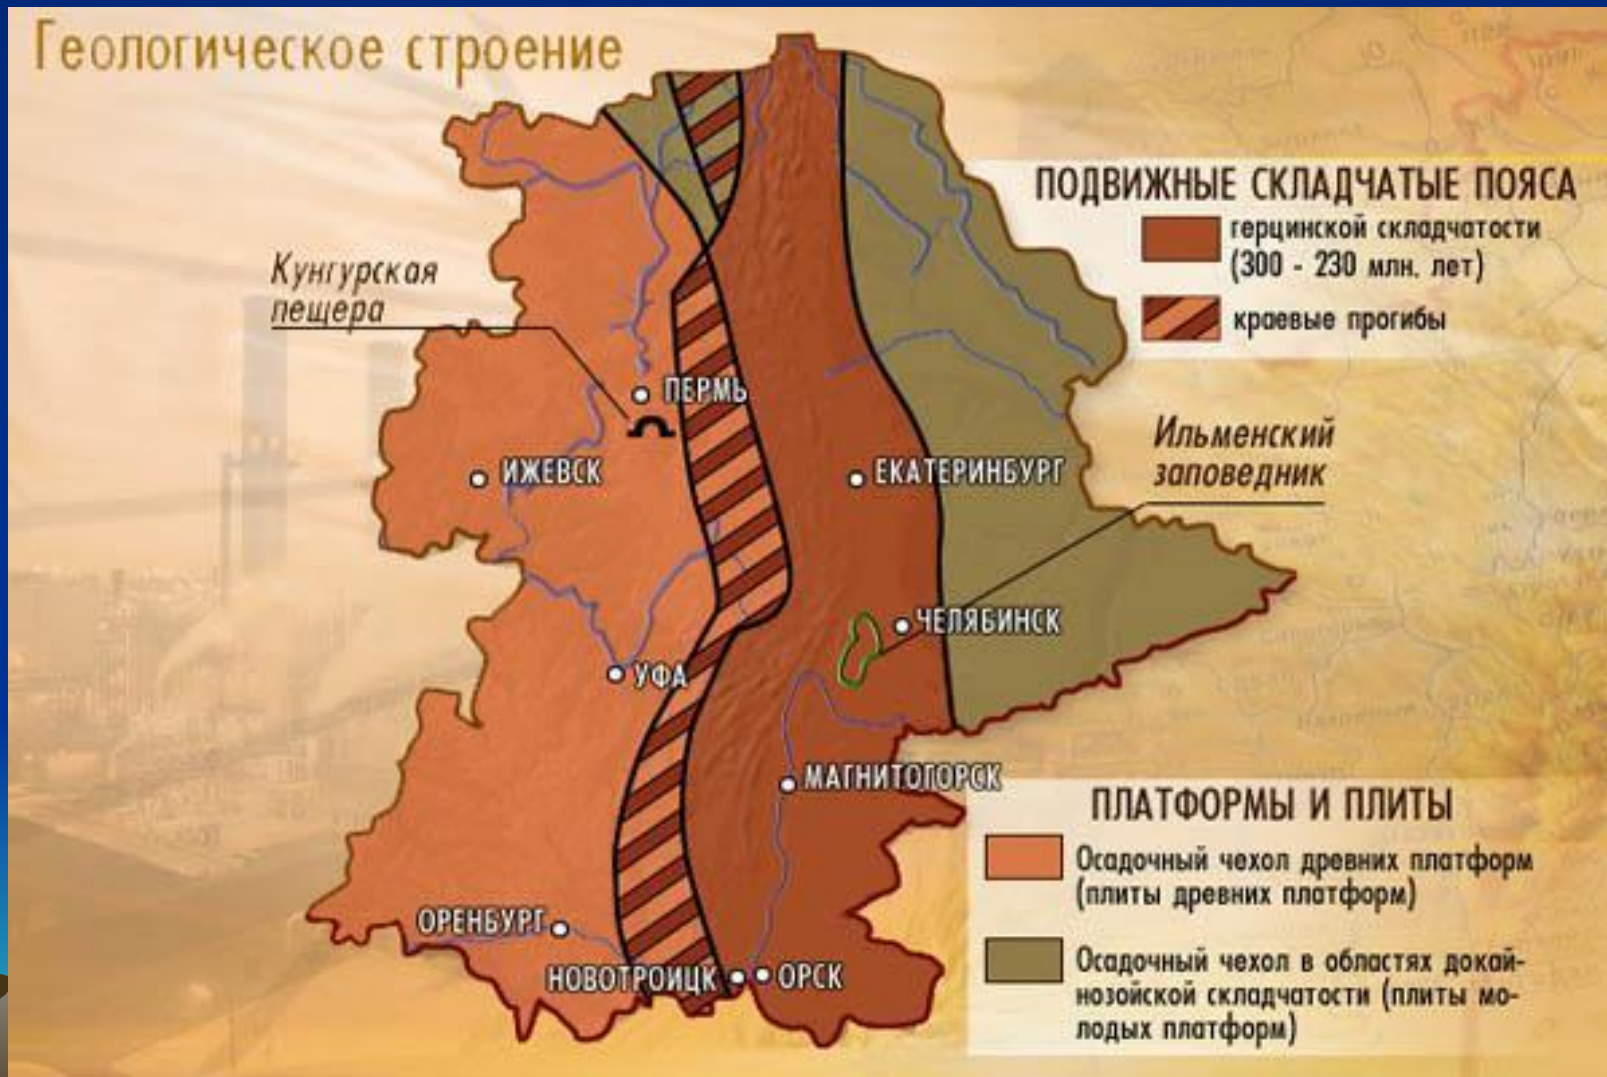 Геологическое строение
ПОДВИЖНЫЕ СКЛАДЧАТЫЕ ПОЯСА
герцинской складчатости
(300 - 230 млн. лет)
краевые прогибы
Кунгурская
пещера
ПЕРМЬ
ИЖЕВСК
ЕКАТЕРИНБУРГ
Ильменский
заповедник
ЧЕЛЯБИНСК
УФА
МАГНИТОГОРСК
ОРЕНБУРГ
НОВОТРОИЦК
ОРСК
ПЛАТФОРМЫ И ПЛИТЫ
Осадочный чехол древних платформ
(плиты древних платформ)
Осадочный чехол в областях докай-
нозойской складчатости (плиты мо-
лодых платформ)